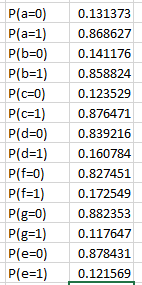 P(a=0) 0.131373
P(a=1) 0.868627
P(b=0) 0.141176
P(b=1) 0.858824
P(c=0) 0.123529
P(c=1) 0.876471
P(d=0) 0.839216
P(d=1) 0.160784
P(f=0) 0.827451
P(f=1) 0.172549
P(g=0) 0.882353
P(g=1) 0.117647
P(e=0) 0.878431
P(e=1) 0.121569